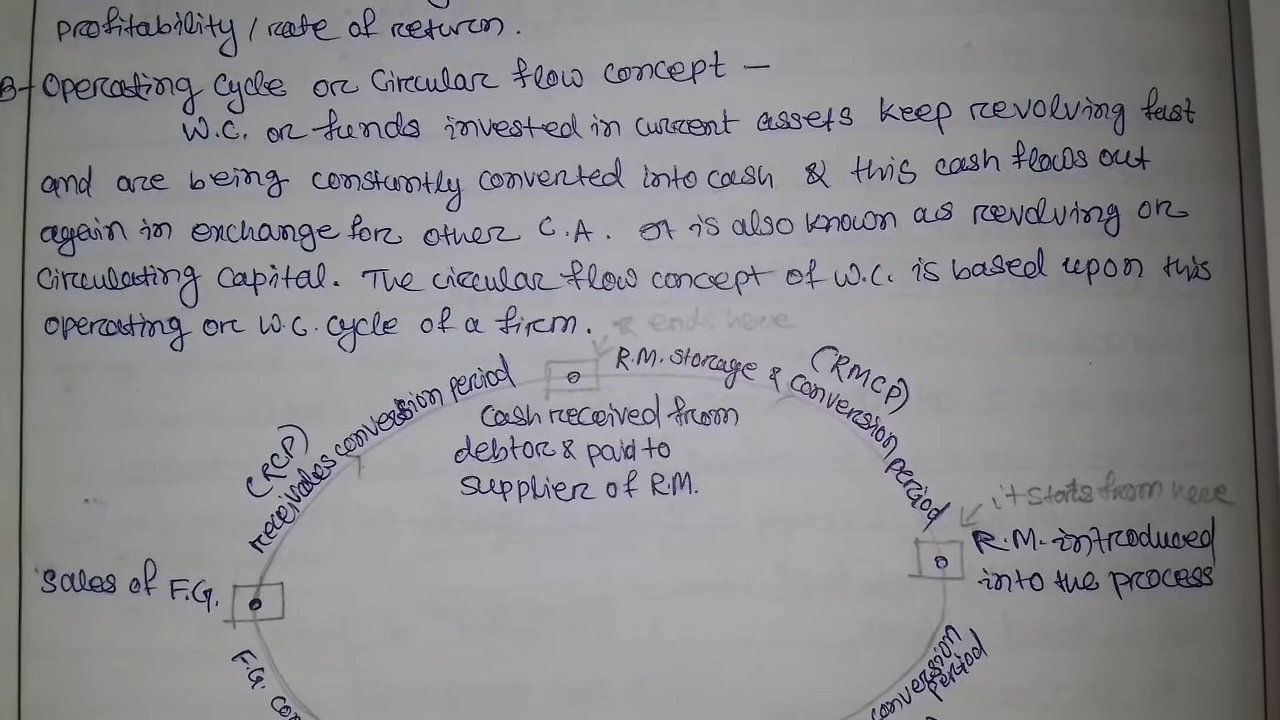 profitability / rate of return.
B- Operating Cycle or Circular flow concept —
W.C. or funds invested in current assets keep revolving fast
and are being constantly converted into cash & this cash flows out
again in exchange for other C.A. It is also known as revolving or
Circulating Capital. The circular flow concept of W.C. is based upon this
operating or W.C. cycle of a firm.
& ends here
R.M. Storage & conversion period
(RMCP)
receivales conversion period
(RCP)
Cash received from
debtor & paid to
supplier of R.M.
it starts from here
R.M. introduced
into the process
Sales of F.G.
F.G.
conversion
period